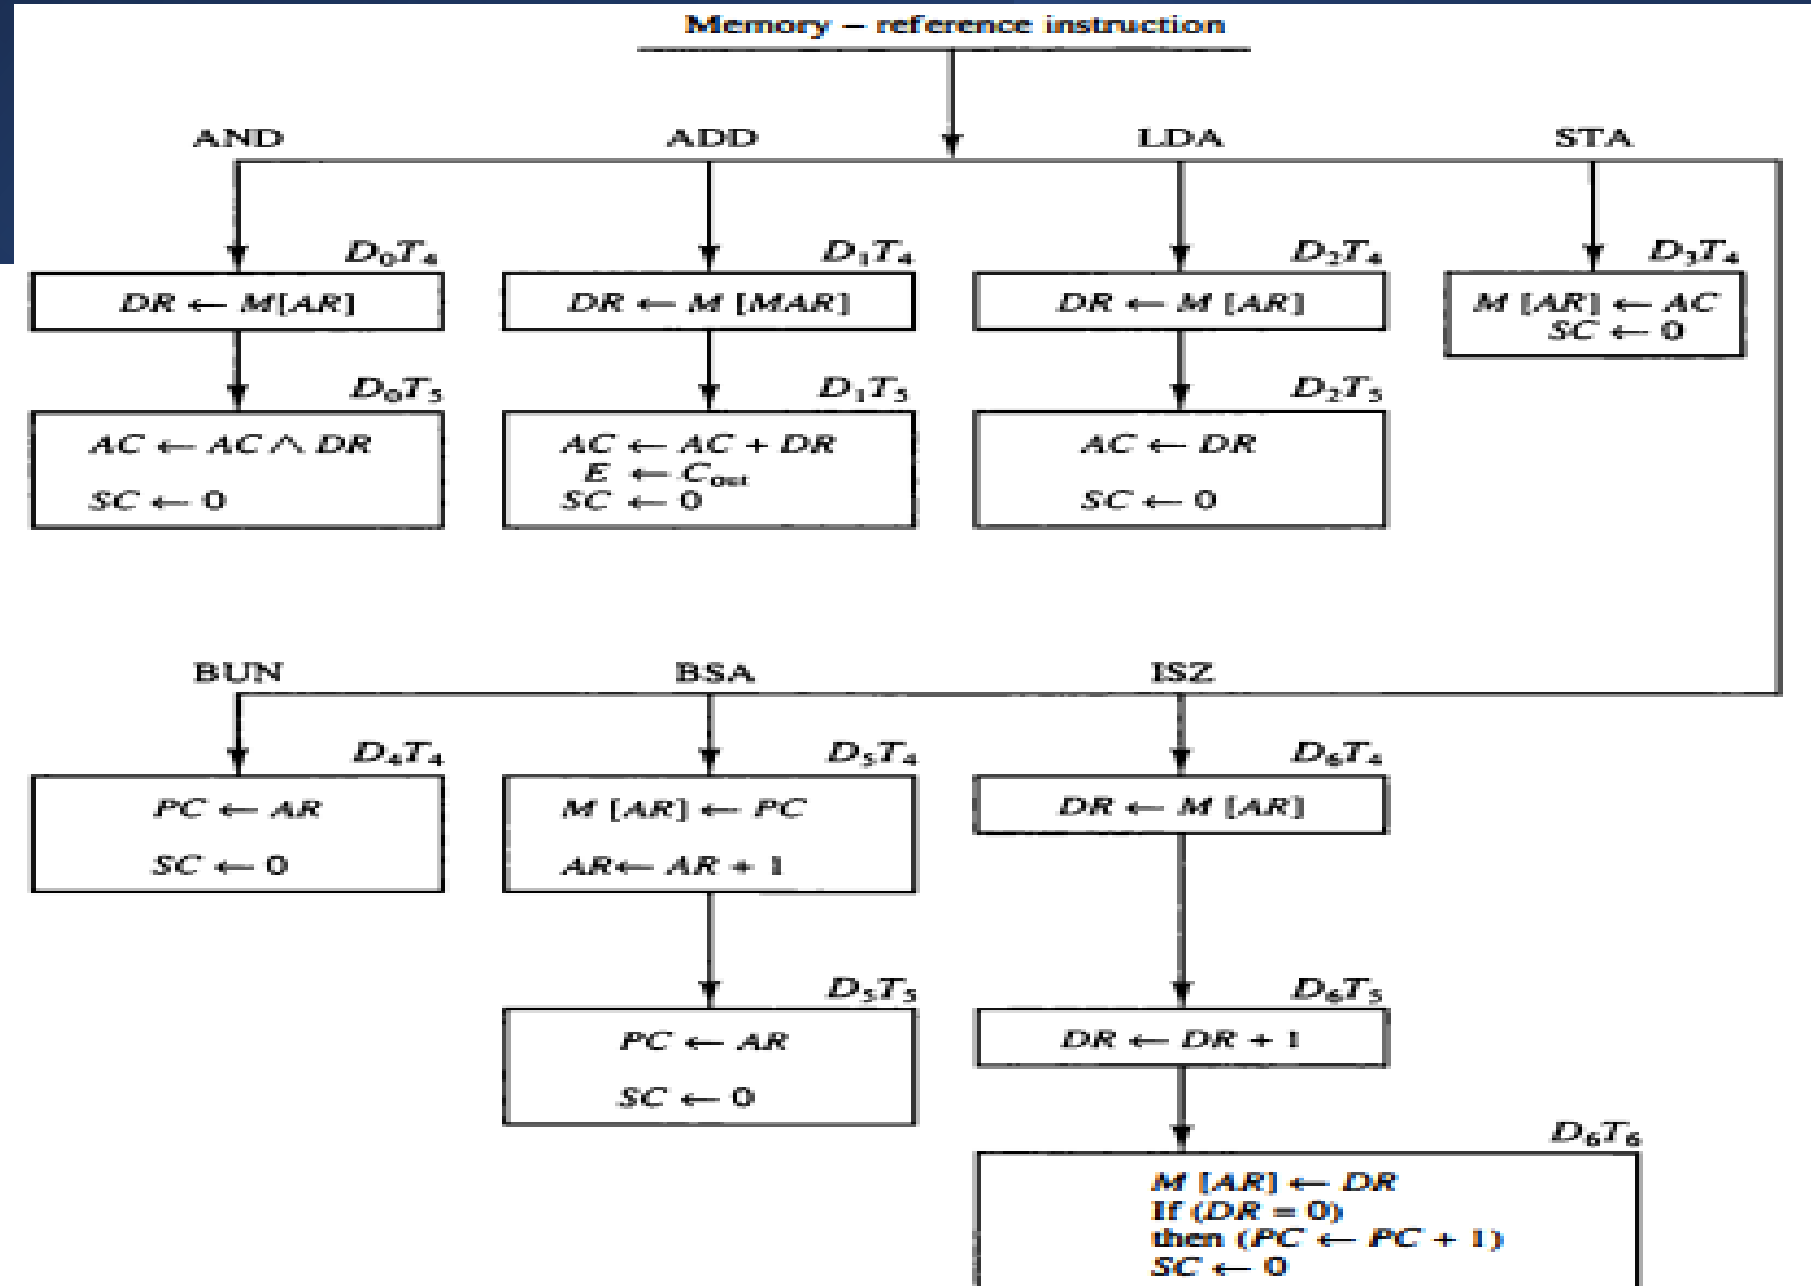 Memory – reference instruction
AND ADD LDA STA
D₀T₄ D₁T₄ D₂T₄ D₃T₄
DR ← M[AR]
DR ← M [MAR]
DR ← M [AR]
M [AR] ← AC
SC ← 0
D₀T₅ D₁T₅ D₂T₅
AC ← AC ∧ DR
SC ← 0
AC ← AC + DR
E ← Cout
SC ← 0
AC ← DR
SC ← 0
BUN BSA ISZ
D₄T₄ D₅T₄ D₆T₄
PC ← AR
SC ← 0
M [AR] ← PC
AR ← AR + 1
DR ← M [AR]
D₅T₅ D₆T₅
PC ← AR
SC ← 0
DR ← DR + 1
D₆T₆
M [AR] ← DR
If (DR = 0)
then (PC ← PC + 1)
SC ← 0